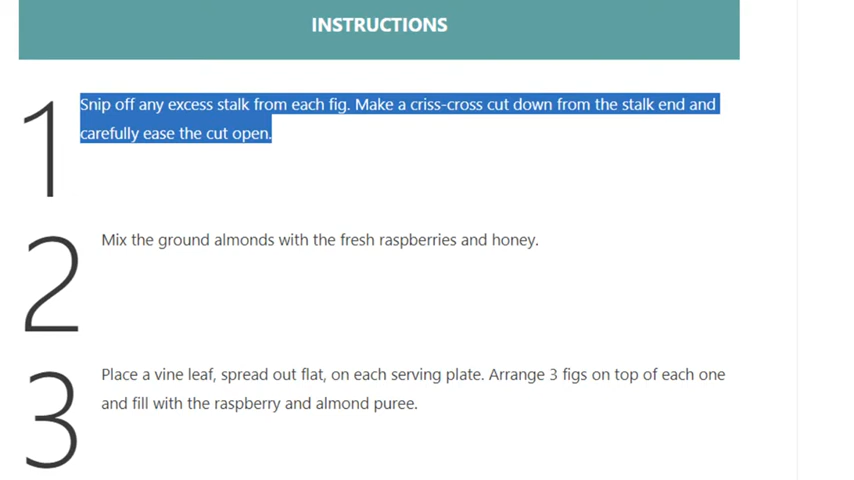 INSTRUCTIONS
1
Snip off any excess stalk from each fig. Make a criss-cross cut down from the stalk end and
carefully ease the cut open.
2
Mix the ground almonds with the fresh raspberries and honey.
3
Place a vine leaf, spread out flat, on each serving plate. Arrange 3 figs on top of each one
and fill with the raspberry and almond puree.